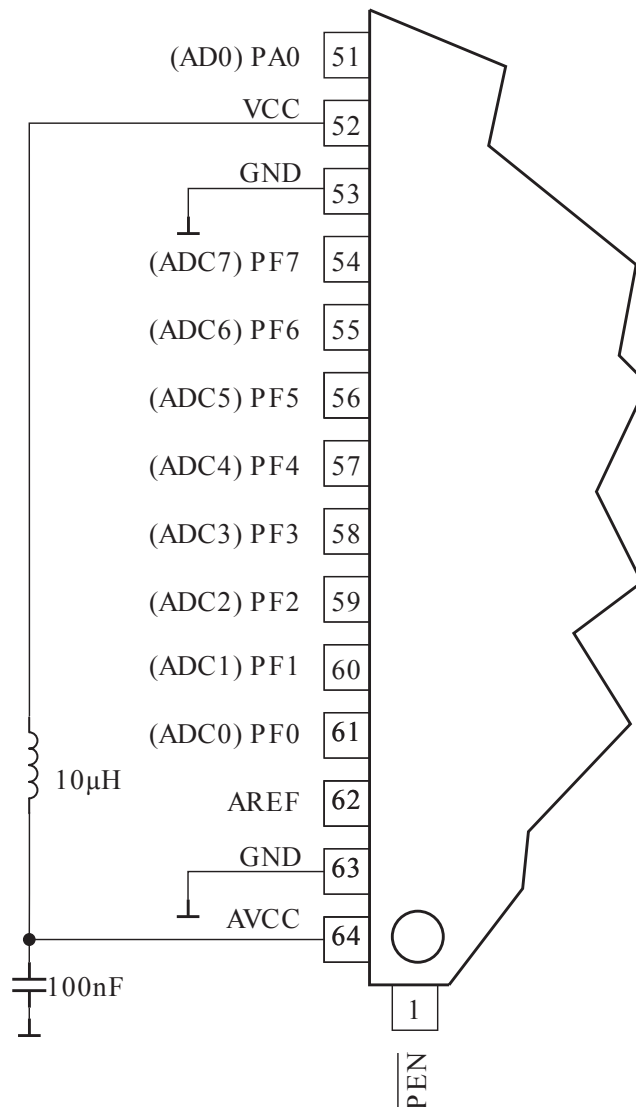 (AD0) PA0 51
VCC 52
GND 53
(ADC7) PF7 54
(ADC6) PF6 55
(ADC5) PF5 56
(ADC4) PF4 57
(ADC3) PF3 58
(ADC2) PF2 59
(ADC1) PF1 60
(ADC0) PF0 61
10μH
AREF 62
GND 63
AVCC 64
100nF
1
PEN